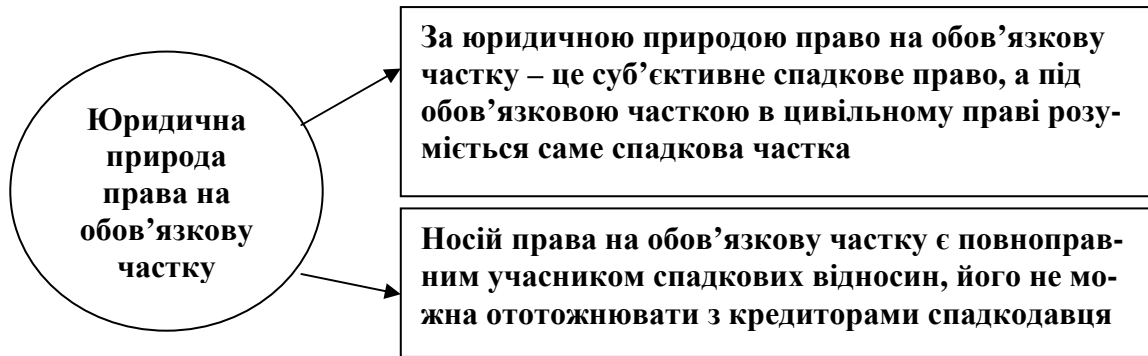 Юридична
природа
права на
обов’язкову
частку
За юридичною природою право на обов’язкову
частку – це суб’єктивне спадкове право, а під
обов’язковою часткою в цивільному праві розу-
міється саме спадкова частка
Носій права на обов’язкову частку є повноправ-
ним учасником спадкових відносин, його не мо-
жна ототожнювати з кредиторами спадкодавця